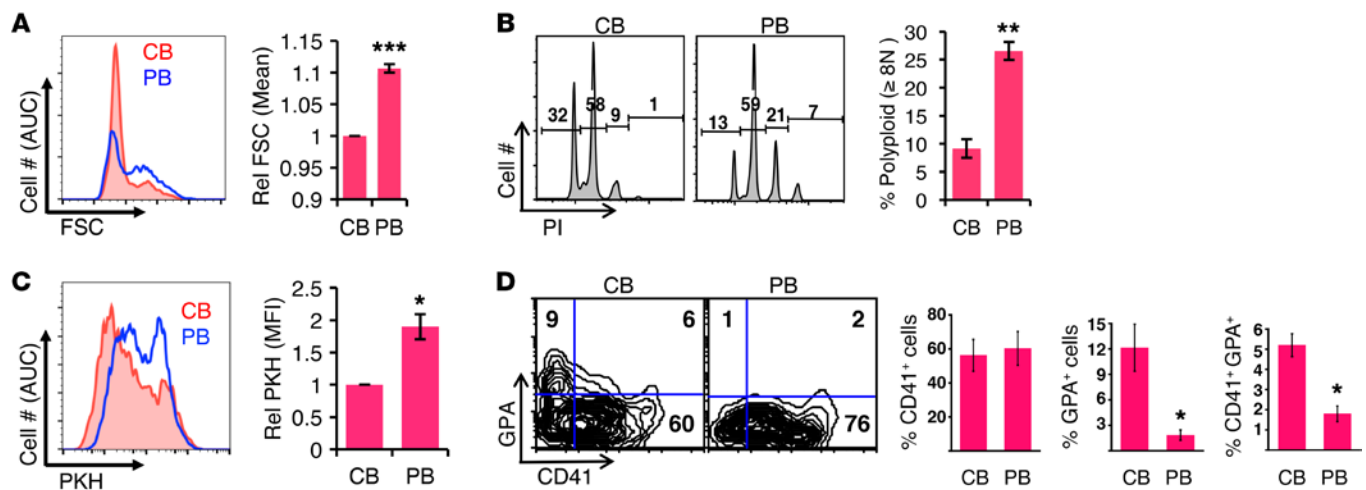 A
CB
PB
Cell # (AUC)
FSC
Rel FSC (Mean)
1.15
1.1
1.05
1
0.95
0.9
***
CB PB
B
CB
PB
Cell #
PI
32
58
9
1
13
59
21
7
% Polyploid (≥ 8N)
30
25
20
15
10
5
0
**
CB PB
C
CB
PB
Cell # (AUC)
PKH
Rel PKH (MFI)
2.5
2
1.5
1
0.5
0
*
CB PB
D
CB
PB
GPA
CD41
9
6
60
1
2
76
% CD41⁺ cells
80
60
40
20
CB PB
% GPA⁺ cells
15
12
9
6
3
*
CB PB
% CD41⁺ GPA⁺
6
5
4
3
2
1
*
CB PB